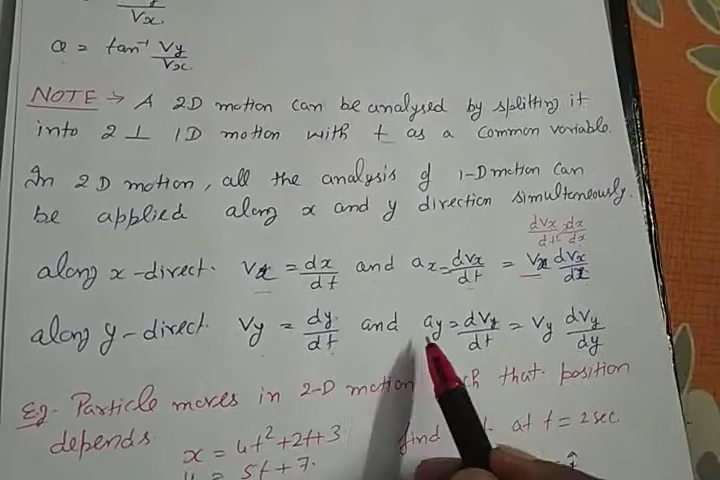 Vx.
α = tan⁻¹ Vy/Vx.
NOTE → A 2D motion can be analysed by splitting it
into 2 ⊥ 1D motion with t as a common variable.
In 2D motion, all the analysis of 1-D motion can
be applied along x and y direction simultaneously.
dVx/dt × dx/dx
along x-direct. Vx = dx/dt and ax = dVx/dt = Vx dVx/dx
along y-direct. Vy = dy/dt and ay = dVy/dt = Vy dVy/dy
Eg- Particle moves in 2-D motion that position
depends
x = 4t²+2t+3 find at t = 2sec
y = 5t+7.